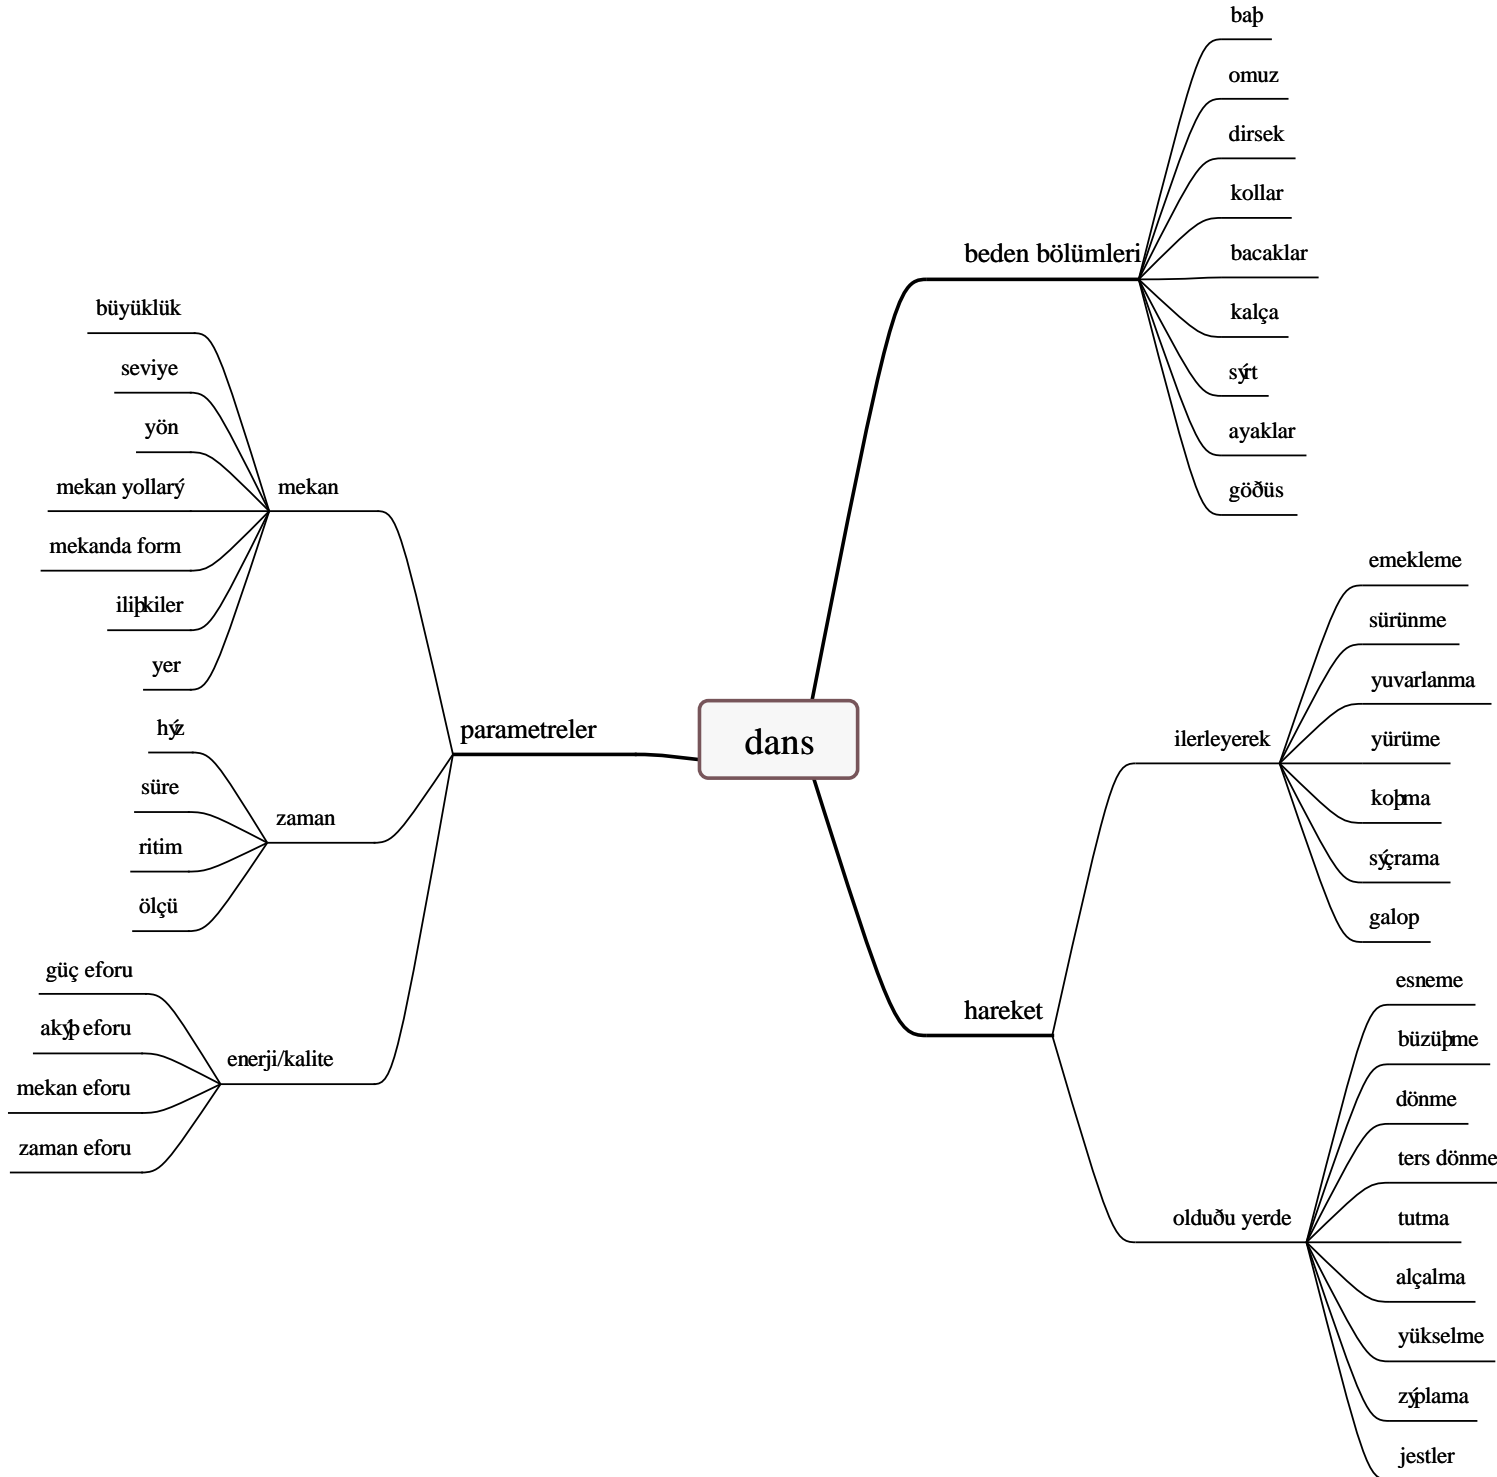 dans
beden bölümleri
baþ
omuz
dirsek
kollar
bacaklar
kalça
sýrt
ayaklar
göðüs
hareket
ilerleyerek
emekleme
sürünme
yuvarlanma
yürüme
koþma
sýçrama
galop
olduðu yerde
esneme
büzüþme
dönme
ters dönme
tutma
alçalma
yükselme
zýplama
jestler
parametreler
mekan
büyüklük
seviye
yön
mekan yollarý
mekanda form
iliþkiler
yer
zaman
hýz
süre
ritim
ölçü
enerji/kalite
güç eforu
akýþ eforu
mekan eforu
zaman eforu